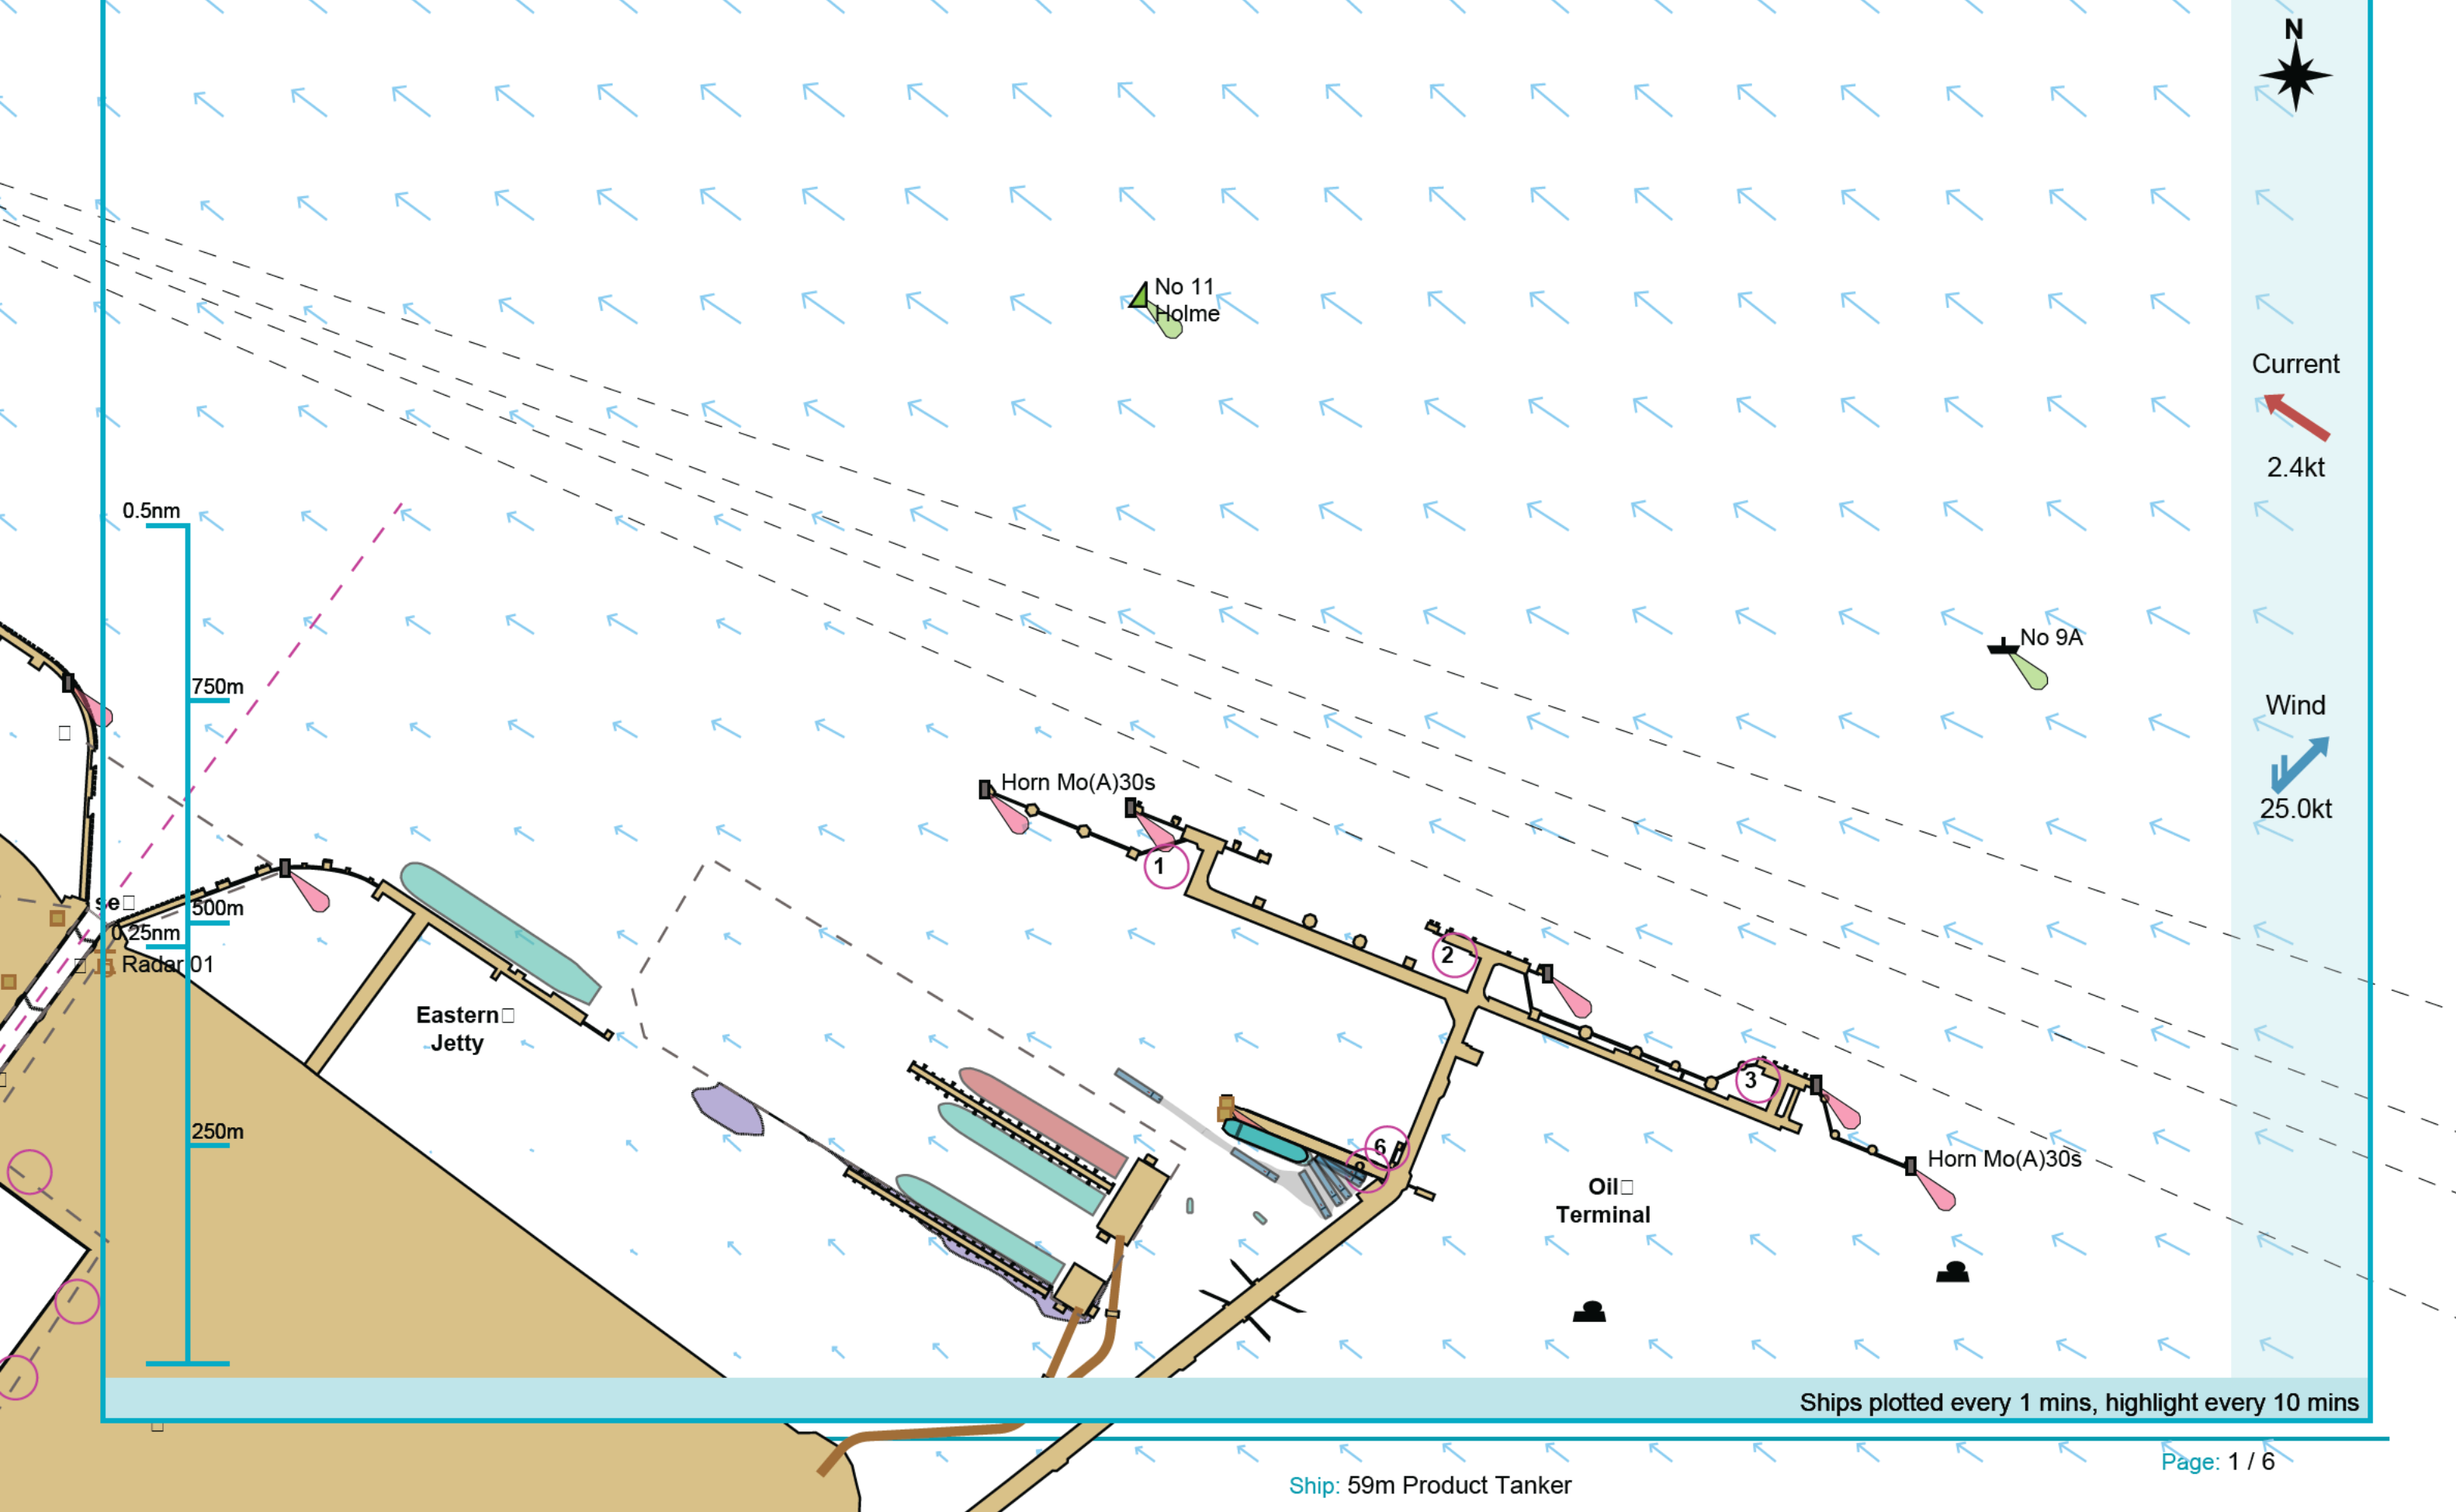 N
No 11
Holme
Current
2.4kt
0.5nm
No 9A
750m
Wind
25.0kt
Horn Mo(A)30s
1
se
500m
0.25nm
2
Radar 01
Eastern
Jetty
3
250m
6
Horn Mo(A)30s
Oil
Terminal
Ships plotted every 1 mins, highlight every 10 mins
Page: 1 / 6
Ship: 59m Product Tanker